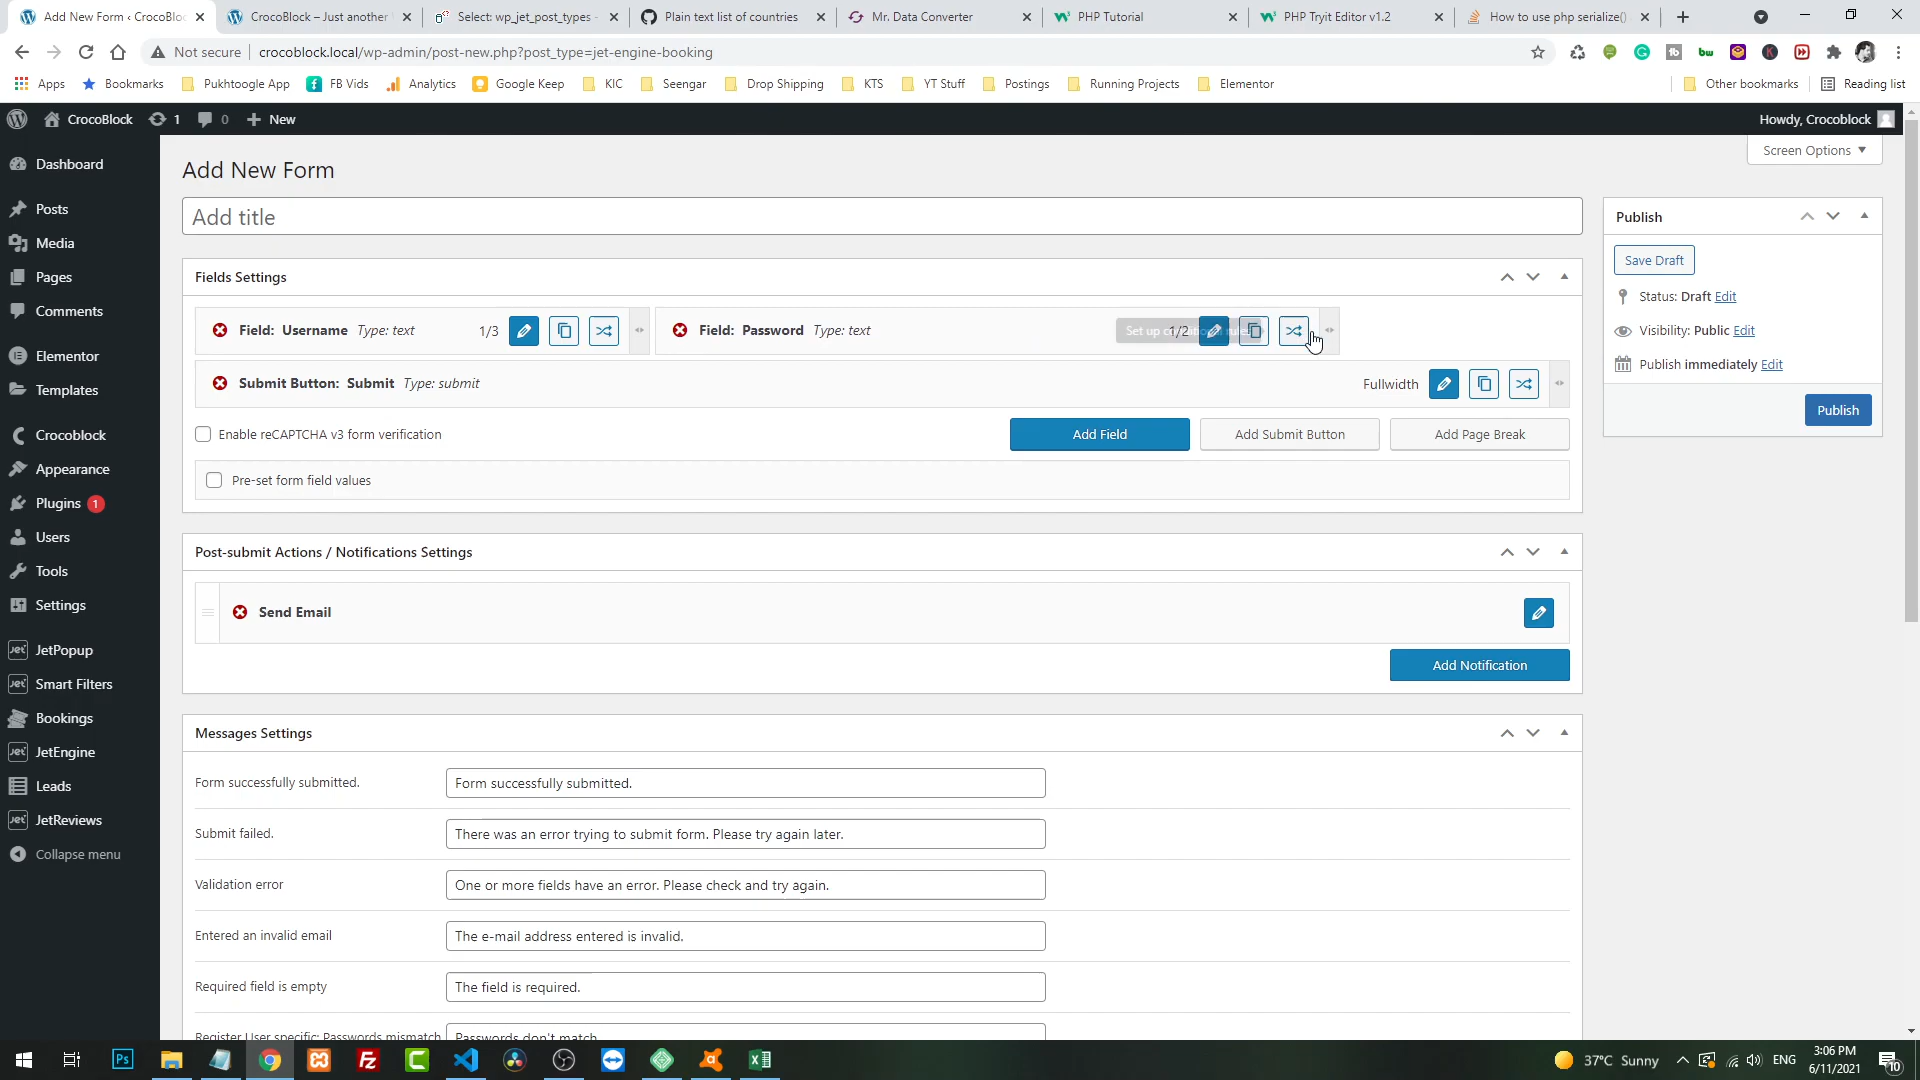 Add New Form ‹ CrocoBloc
CrocoBlock – Just another
Select: wp_jet_post_types -
Plain text list of countries
Mr. Data Converter
PHP Tutorial
PHP Tryit Editor v1.2
How to use php serialize()
Not secure
crocoblock.local/wp-admin/post-new.php?post_type=jet-engine-booking
Apps
Bookmarks
Pukhtoogle App
FB Vids
Analytics
Google Keep
KIC
Seengar
Drop Shipping
KTS
YT Stuff
Postings
Running Projects
Elementor
Other bookmarks
Reading list
CrocoBlock
1
0
New
Howdy, Crocoblock
Screen Options
Dashboard
Posts
Media
Pages
Comments
Elementor
Templates
Crocoblock
Appearance
Plugins 1
Users
Tools
Settings
JetPopup
Smart Filters
Bookings
JetEngine
Leads
JetReviews
Collapse menu
Add New Form
Add title
Fields Settings
Field: Username Type: text 1/3
Field: Password Type: text 1/2
Submit Button: Submit Type: submit Fullwidth
Enable reCAPTCHA v3 form verification
Add Field
Add Submit Button
Add Page Break
Pre-set form field values
Post-submit Actions / Notifications Settings
Send Email
Add Notification
Messages Settings
Form successfully submitted. Form successfully submitted.
Submit failed. There was an error trying to submit form. Please try again later.
Validation error One or more fields have an error. Please check and try again.
Entered an invalid email The e-mail address entered is invalid.
Required field is empty The field is required.
Register User specific: Passwords mismatch Passwords don't match.
Publish
Save Draft
Status: Draft Edit
Visibility: Public Edit
Publish immediately Edit
Publish
37°C Sunny
ENG
3:06 PM
6/11/2021
10